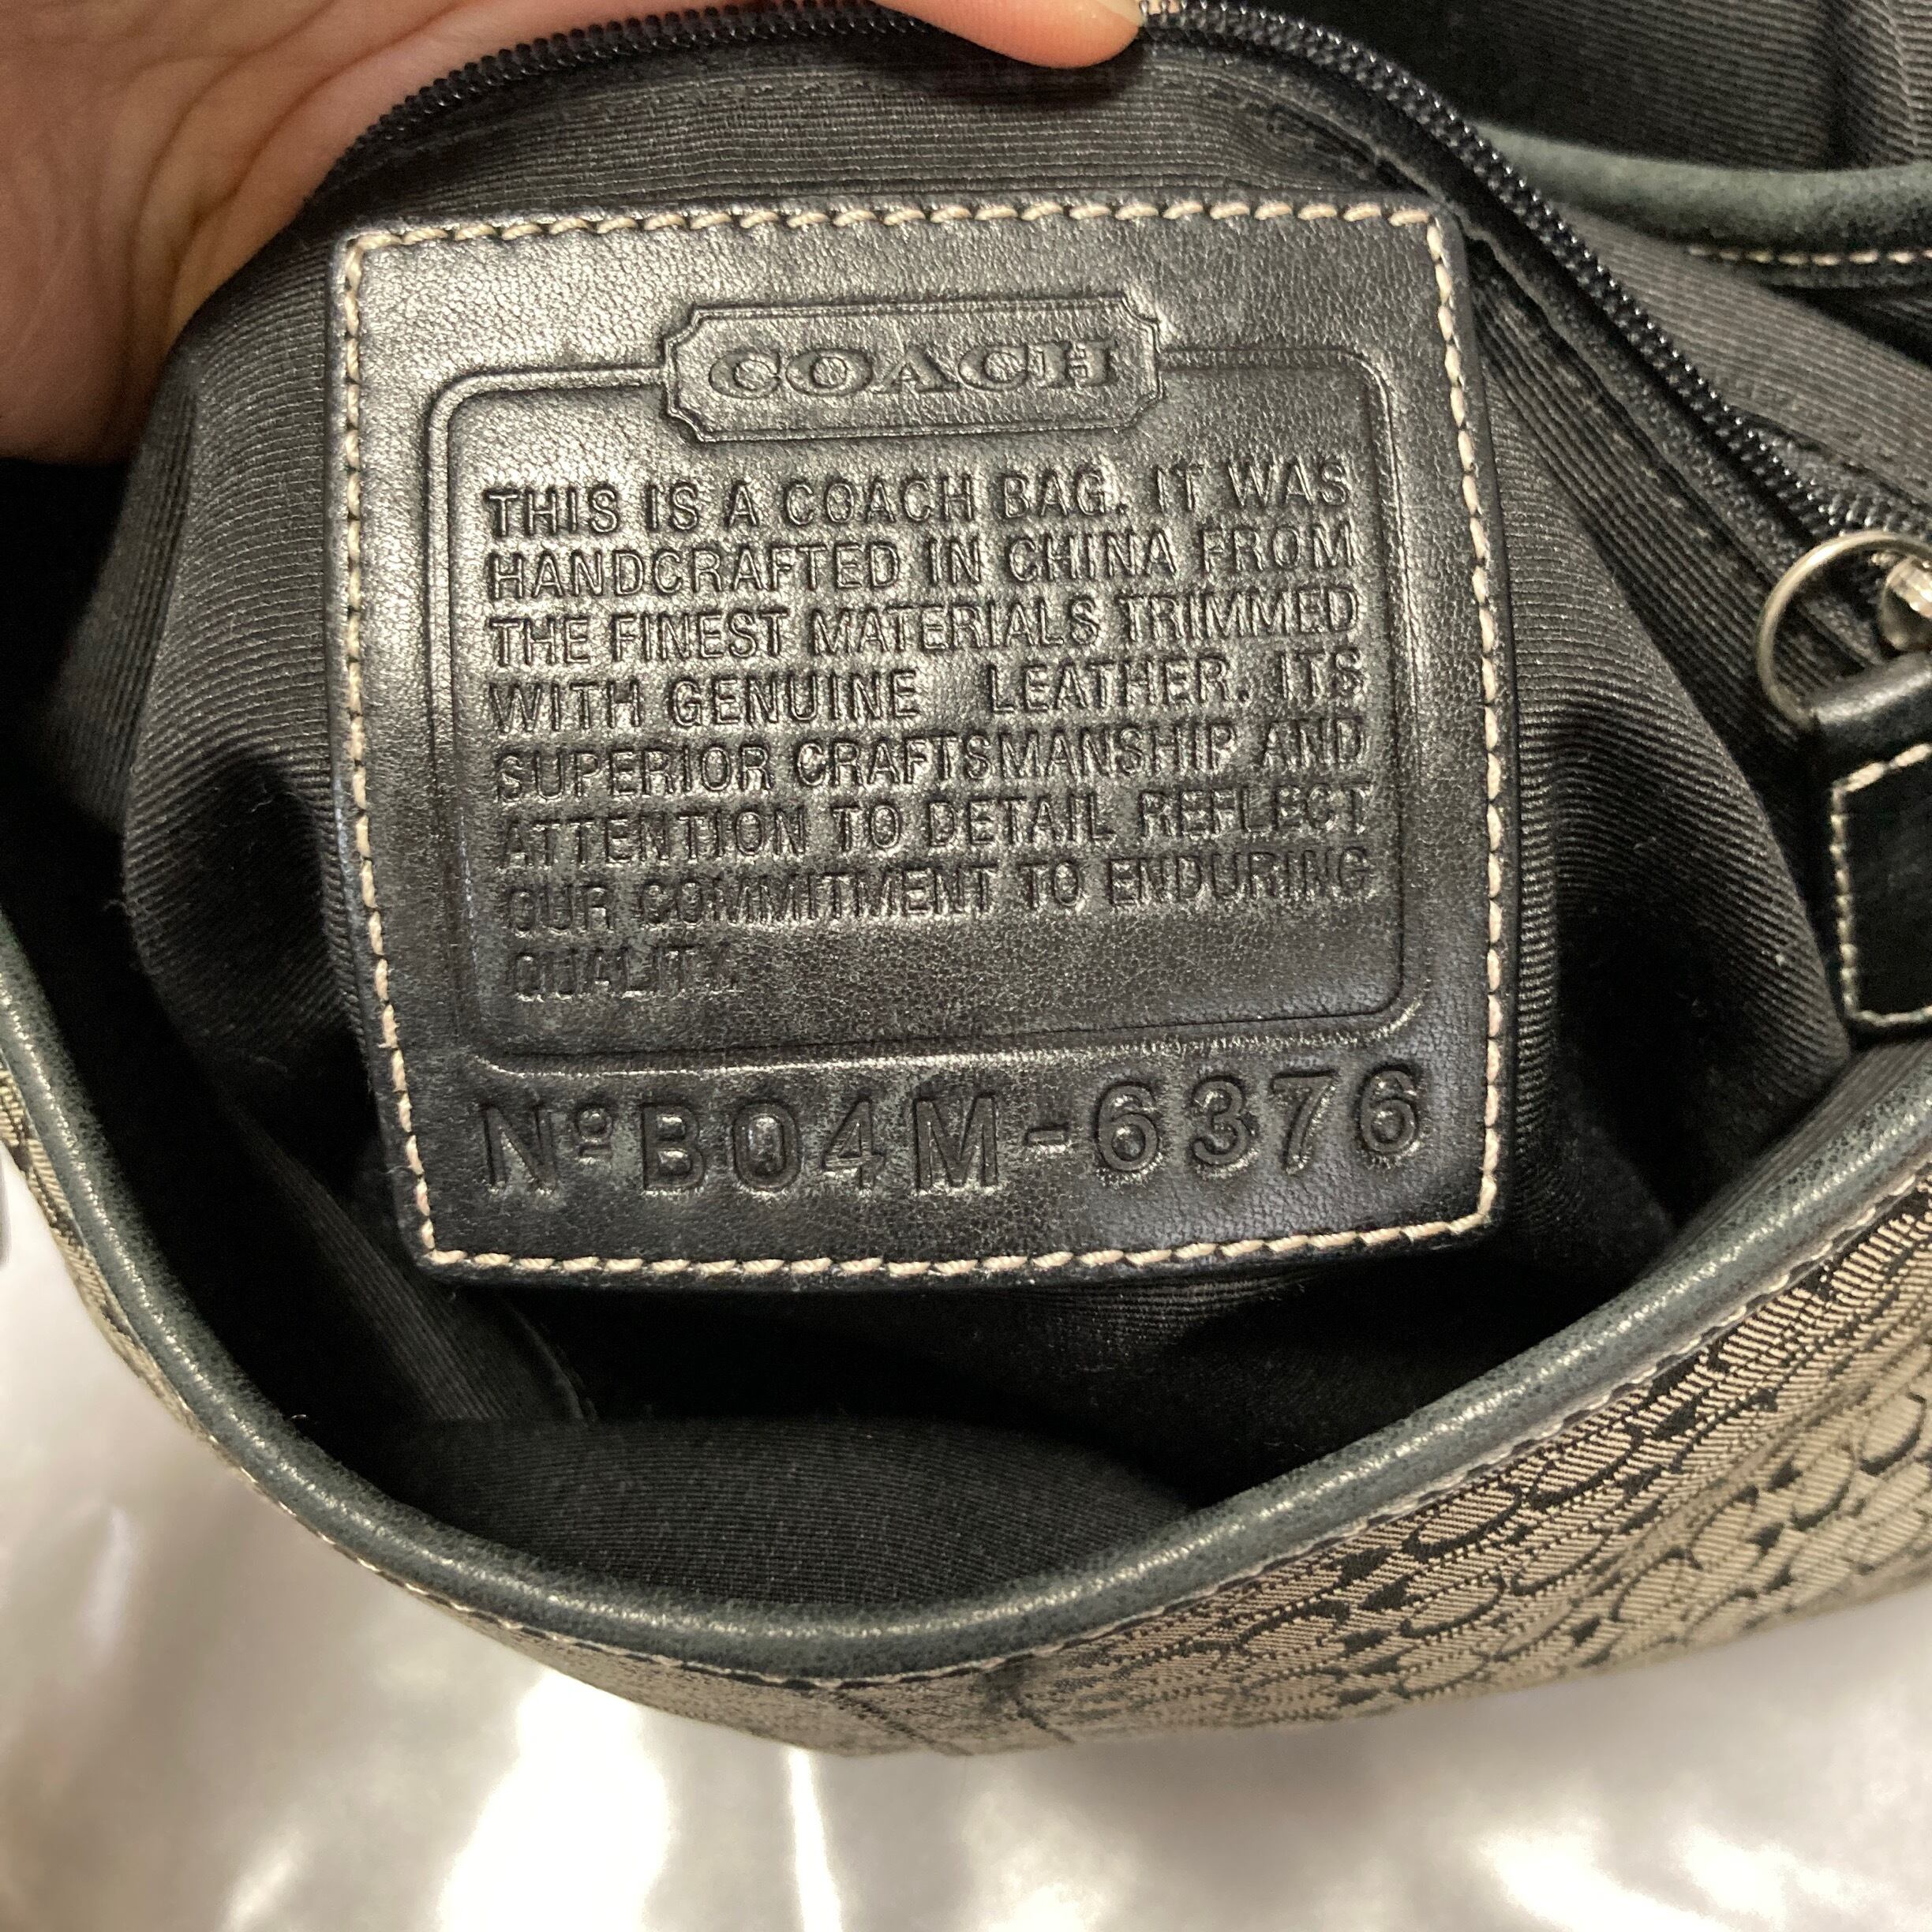 COACH
THIS IS A COACH BAG. IT WAS
HANDCRAFTED IN CHINA FROM
THE FINEST MATERIALS TRIMMED
WITH GENUINE LEATHER. ITS
SUPERIOR CRAFTSMANSHIP AND
ATTENTION TO DETAIL REFLECT
OUR COMMITMENT TO ENDURING
QUALITY.
Nº B04M-6376